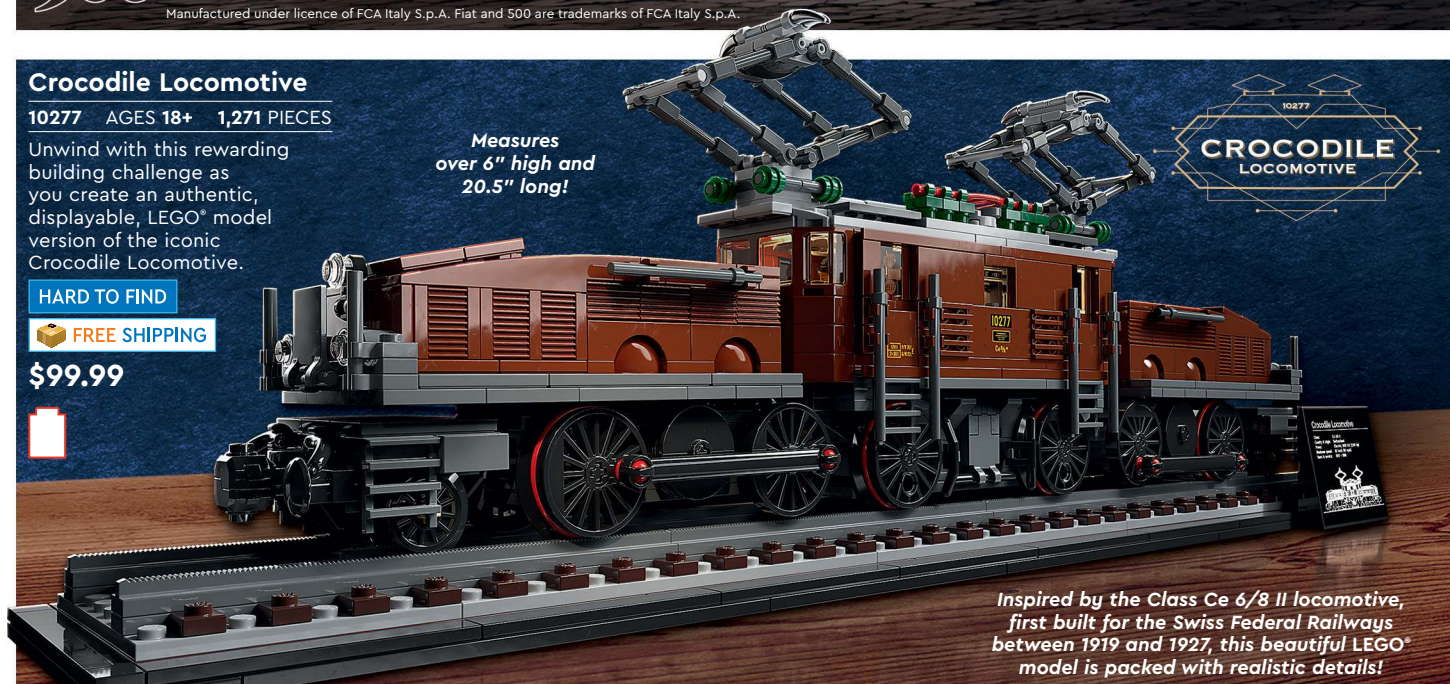 Manufactured under licence of FCA Italy S.p.A. Fiat and 500 are trademarks of FCA Italy S.p.A.
Crocodile Locomotive
10277 AGES 18+ 1,271 PIECES
Unwind with this rewarding
building challenge as
you create an authentic,
displayable, LEGO® model
version of the iconic
Crocodile Locomotive.
HARD TO FIND
FREE SHIPPING
$99.99
Measures
over 6" high and
20.5" long!
10277
CROCODILE
LOCOMOTIVE
10277
Crocodile Locomotive
Inspired by the Class Ce 6/8 II locomotive,
first built for the Swiss Federal Railways
between 1919 and 1927, this beautiful LEGO®
model is packed with realistic details!